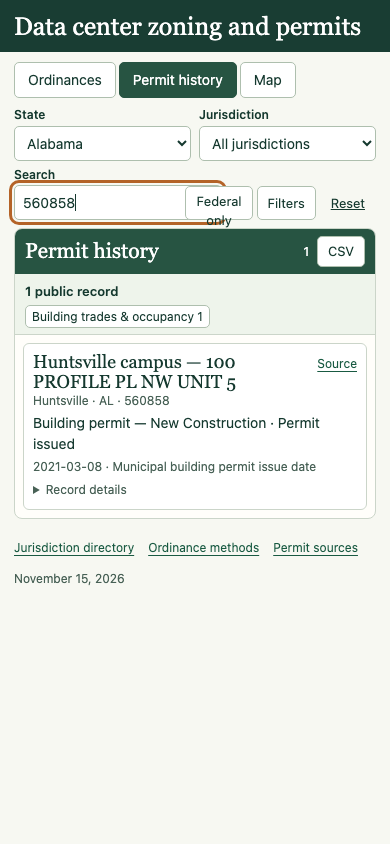 Data center zoning and permits
Ordinances
Permit history
Map
State
Jurisdiction
Alabama
All jurisdictions
Search
560858
Federal
only
Filters
Reset
Permit history
1
CSV
1 public record
Building trades & occupancy 1
Huntsville campus — 100
PROFILE PL NW UNIT 5
Source
Huntsville · AL · 560858
Building permit — New Construction · Permit
issued
2021-03-08 · Municipal building permit issue date
Record details
Jurisdiction directory
Ordinance methods
Permit sources
November 15, 2026